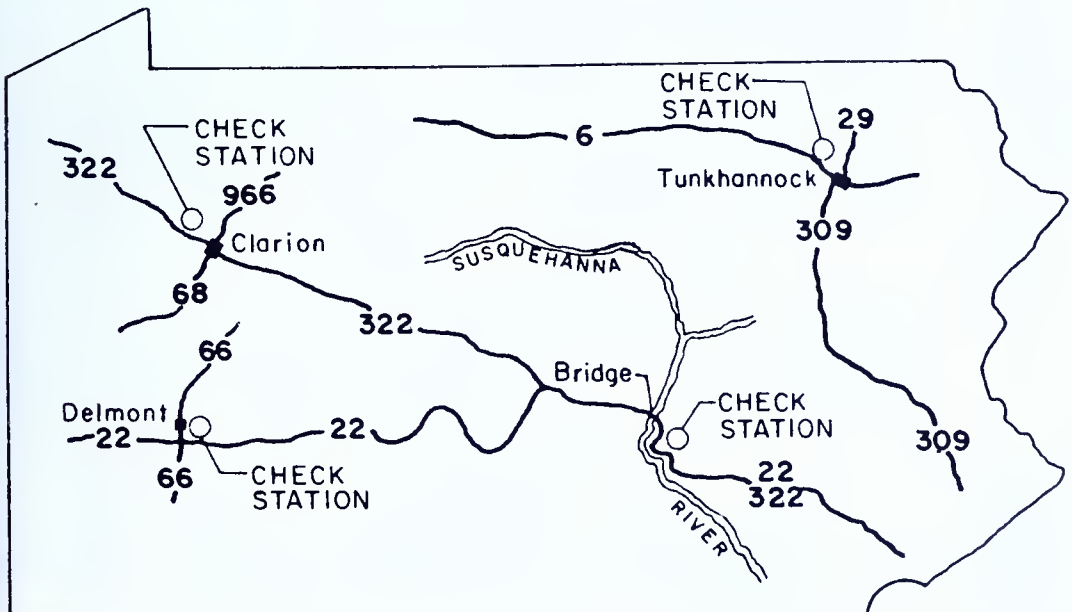 CHECK
STATION
6
29
Tunkhannock
309
CHECK
STATION
322
966
Clarion
68
SUSQUEHANNA
322
66
Bridge
Delmont
22
22
66
CHECK
STATION
CHECK
STATION
22
322
309
RIVER